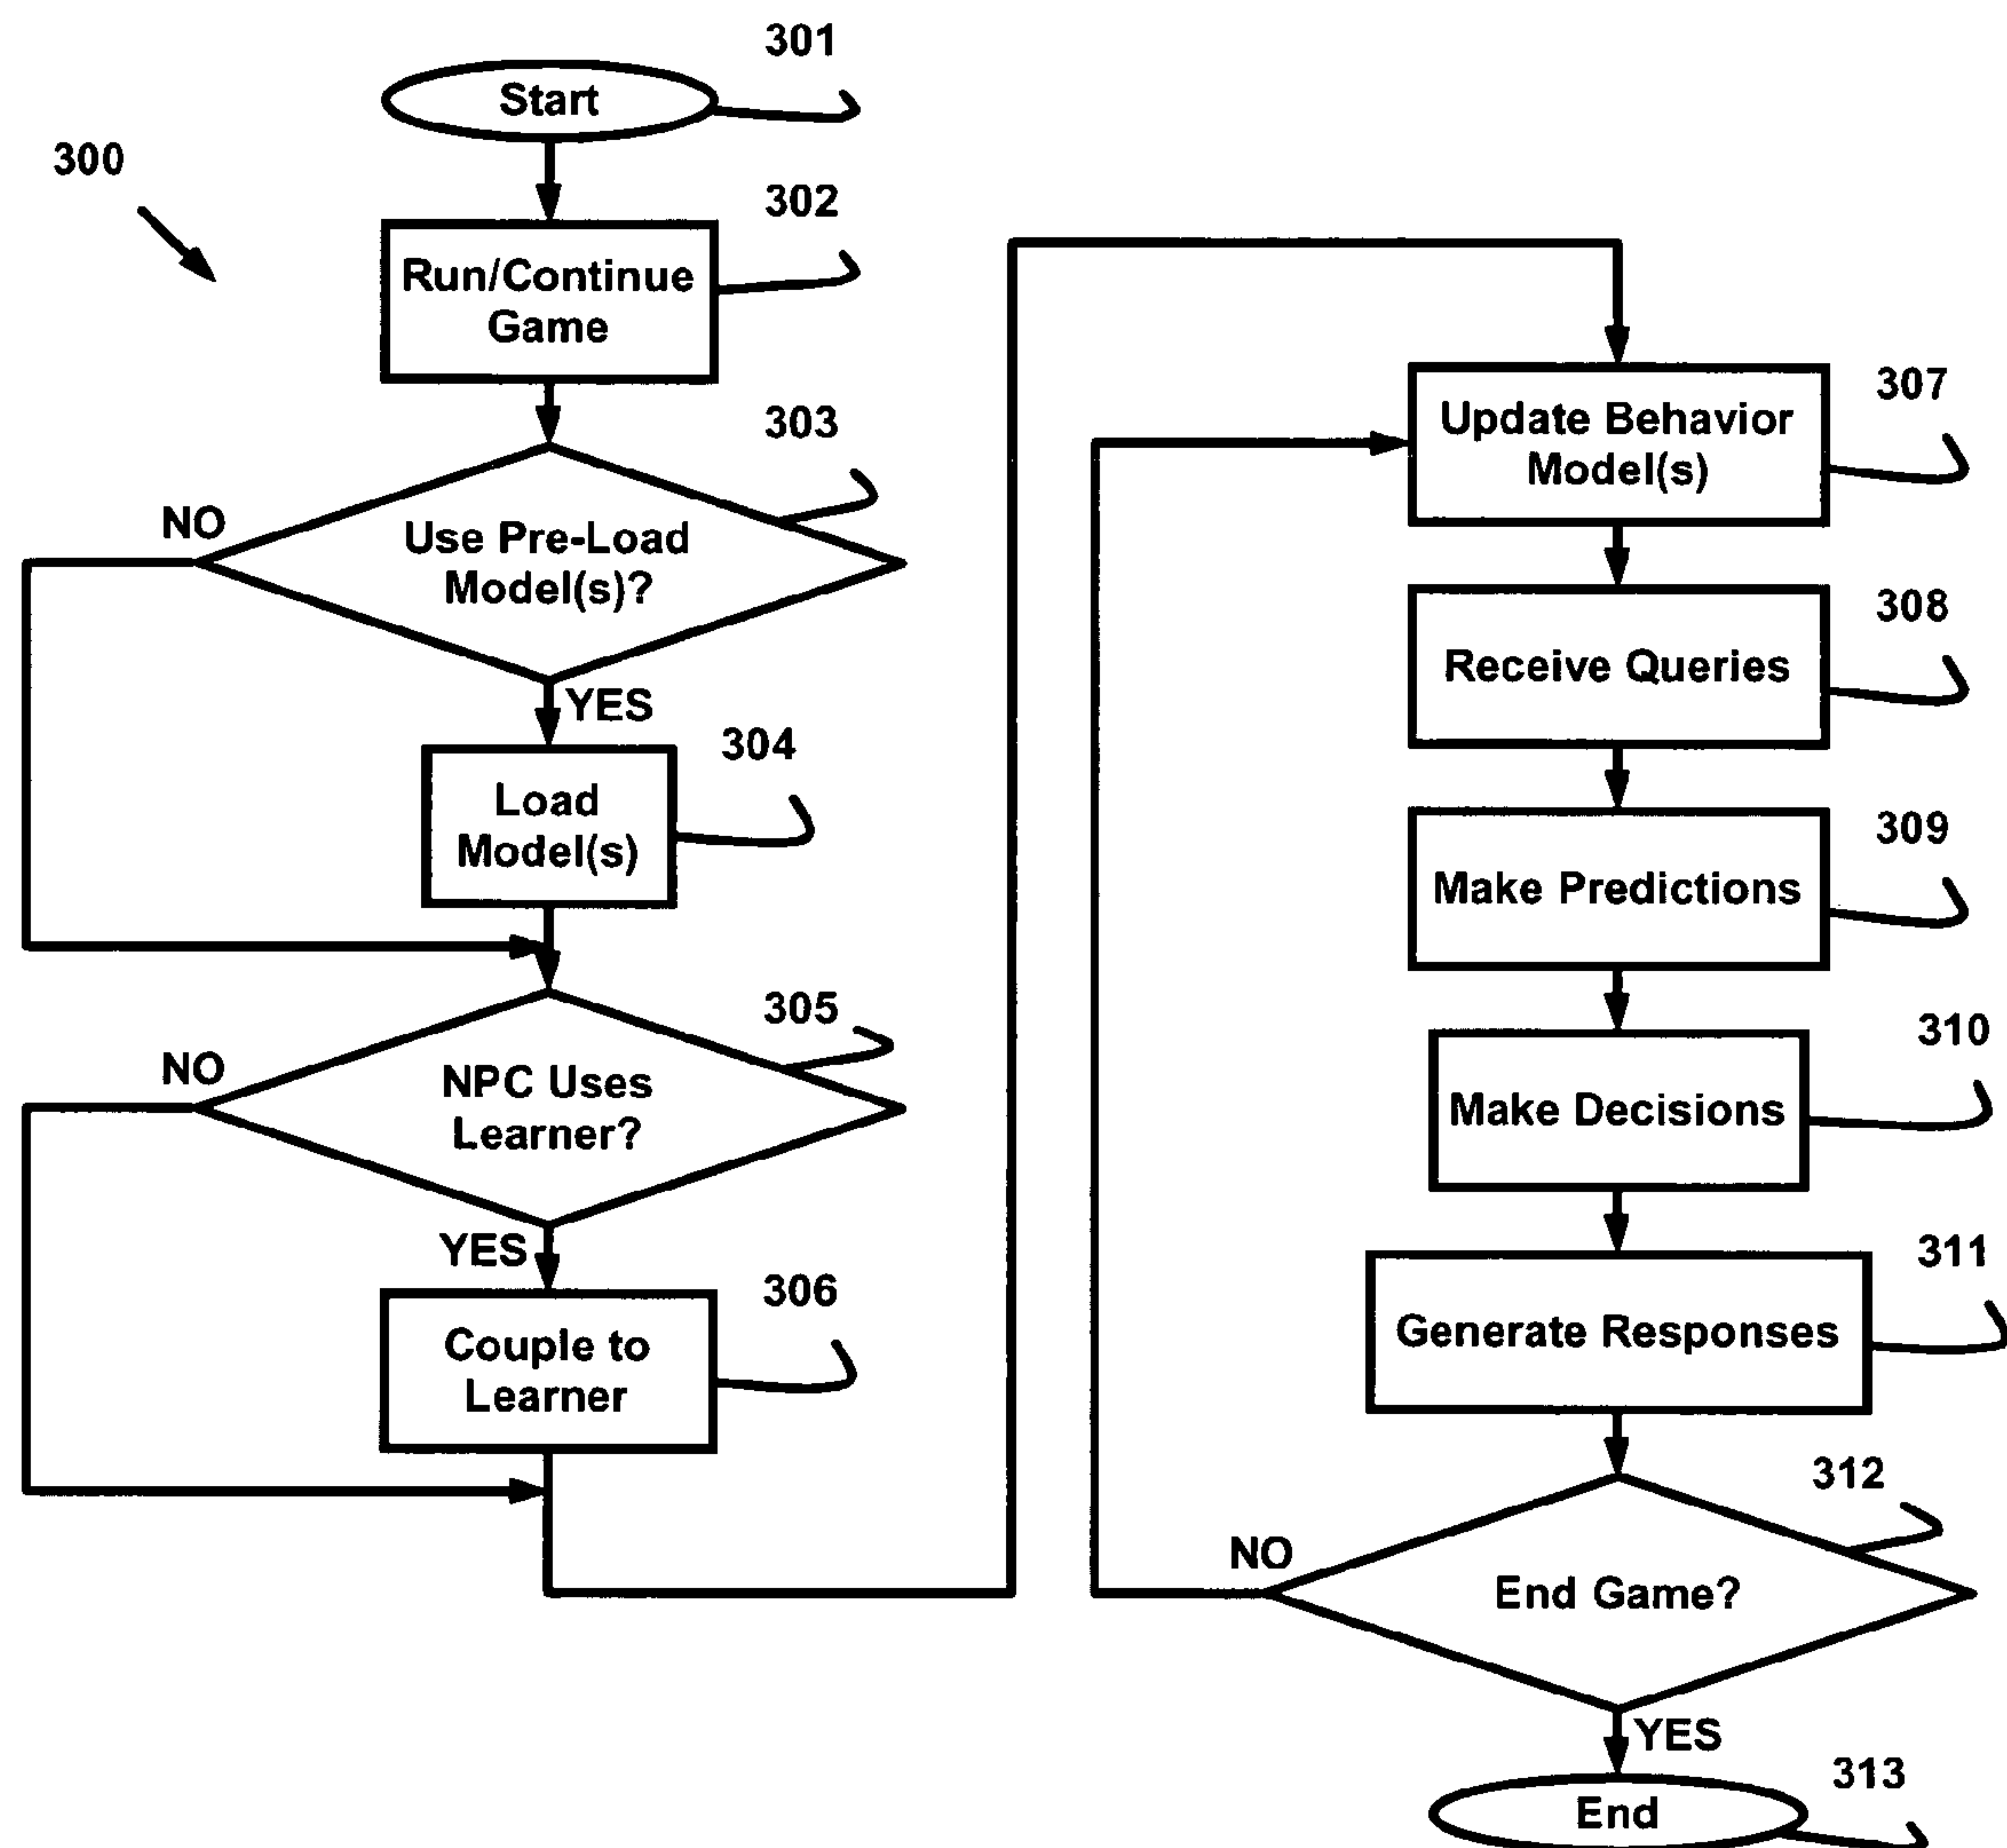 301
Start
300
302
Run/Continue
Game
303
NO
Use Pre-Load
Model(s)?
YES
304
Load
Model(s)
305
NO
NPC Uses
Learner?
YES
306
Couple to
Learner
307
Update Behavior
Model(s)
308
Receive Queries
309
Make Predictions
310
Make Decisions
311
Generate Responses
312
NO
End Game?
YES
313
End